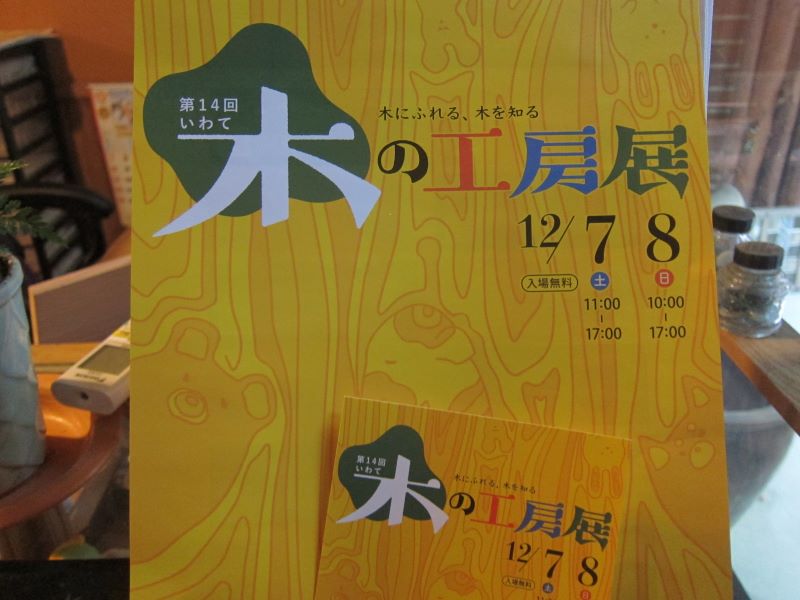 第14回
いわて
木の工房展
木にふれる、木を知る
12/7 8
入場無料 土 日
11:00 10:00
17:00 17:00
第14回
いわて
木の工房展
木にふれる、木を知る
12/7 8
入場無料 土 日